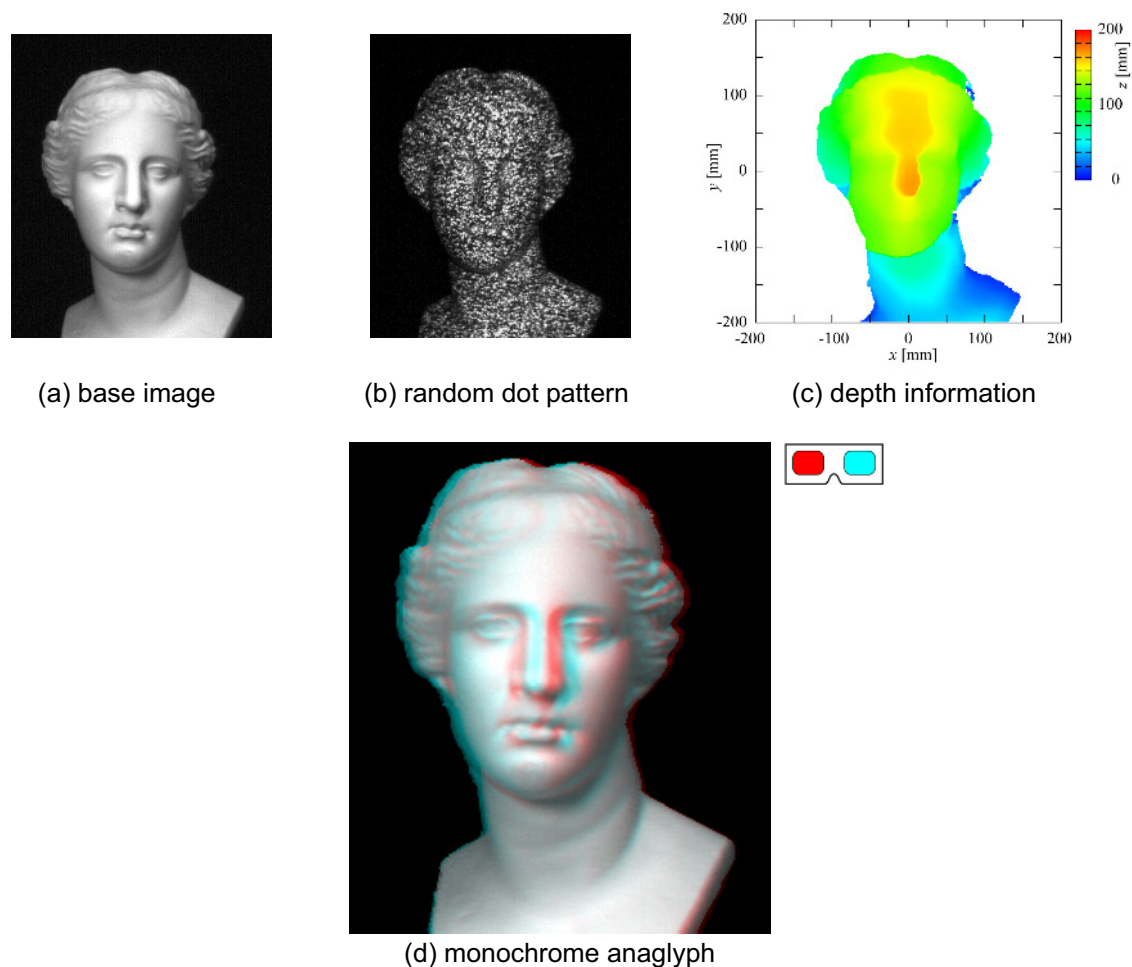 200
100
0
-100
-200
y [mm]
-200
-100
0
100
200
x [mm]
200
100
0
z [mm]
(a) base image
(b) random dot pattern
(c) depth information
(d) monochrome anaglyph